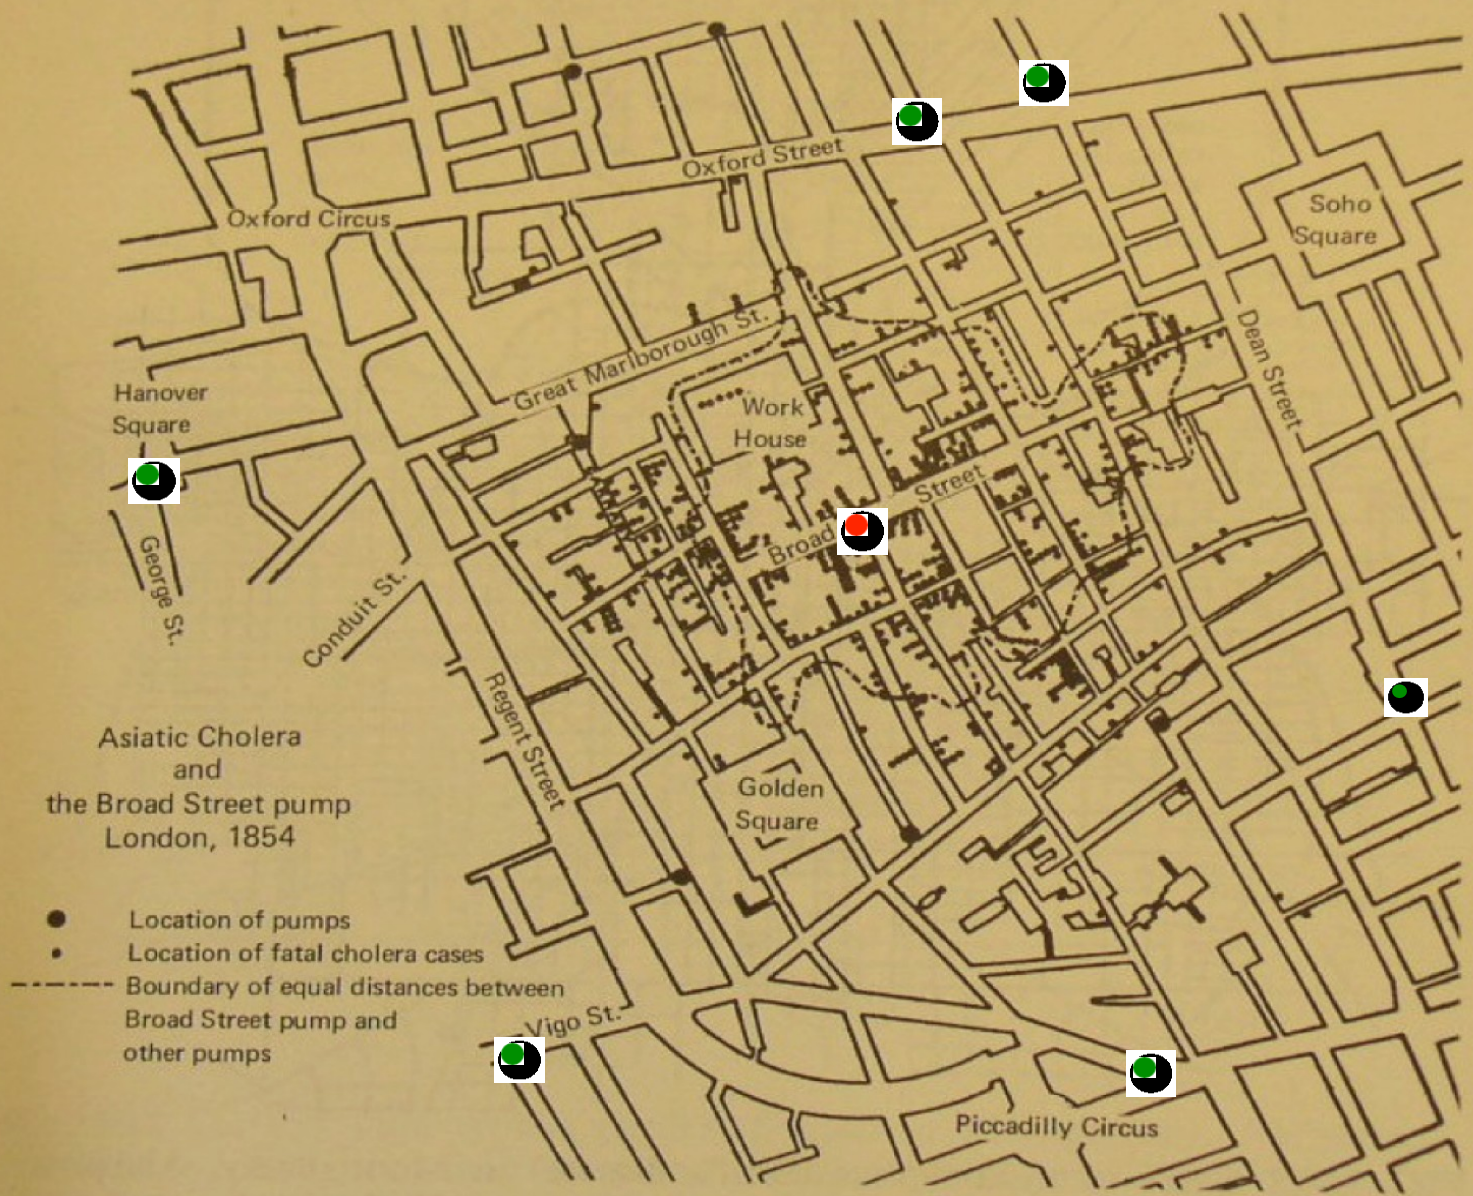 Oxford Street
Oxford Circus
Soho
Square
Great Marlborough St.
Dean Street
Hanover
Square
Work
House
Broad Street
George St.
Conduit St.
Regent Street
Asiatic Cholera
and
the Broad Street pump
London, 1854
Golden
Square
Location of pumps
Location of fatal cholera cases
Boundary of equal distances between
Broad Street pump and
other pumps
Vigo St.
Piccadilly Circus